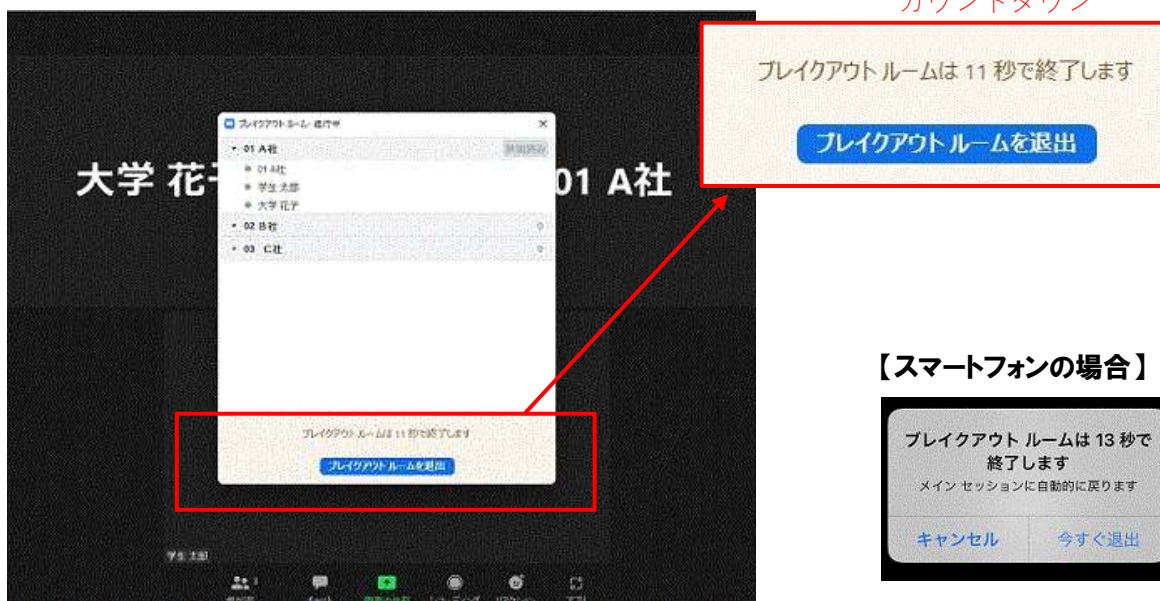 カウントダウン
ブレイクアウト ルームは 11 秒で終了します
ブレイクアウト ルームを退出
ブレイクアウト ルーム- 進行中
01 A社
01 A社
学生 太郎
大学 花子
02 B社 0
03 C社 0
大学 花子
01 A社
ブレイクアウト ルームは 11 秒で終了します
ブレイクアウト ルームを退出
学生 太郎
【スマートフォンの場合】
ブレイクアウト ルームは 13 秒で
終了します
メイン セッションに自動的に戻ります
キャンセル 今すぐ退出